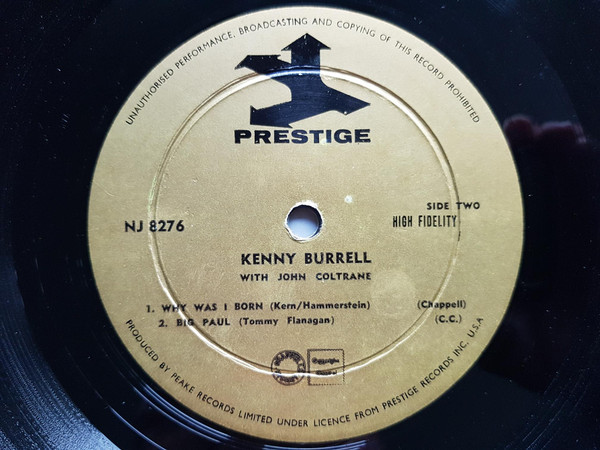 UNAUTHORISED PERFORMANCE, BROADCASTING AND COPYING OF THIS RECORD PROHIBITED
PRESTIGE
SIDE TWO
NJ 8276
HIGH FIDELITY
KENNY BURRELL
WITH JOHN COLTRANE
1. WHY WAS I BORN (Kern/Hammerstein) (Chappell)
2. BIG PAUL (Tommy Flanagan) (C.C.)
PRODUCED BY PEAKE RECORDS LIMITED UNDER LICENCE FROM PRESTIGE RECORDS INC. U.S.A